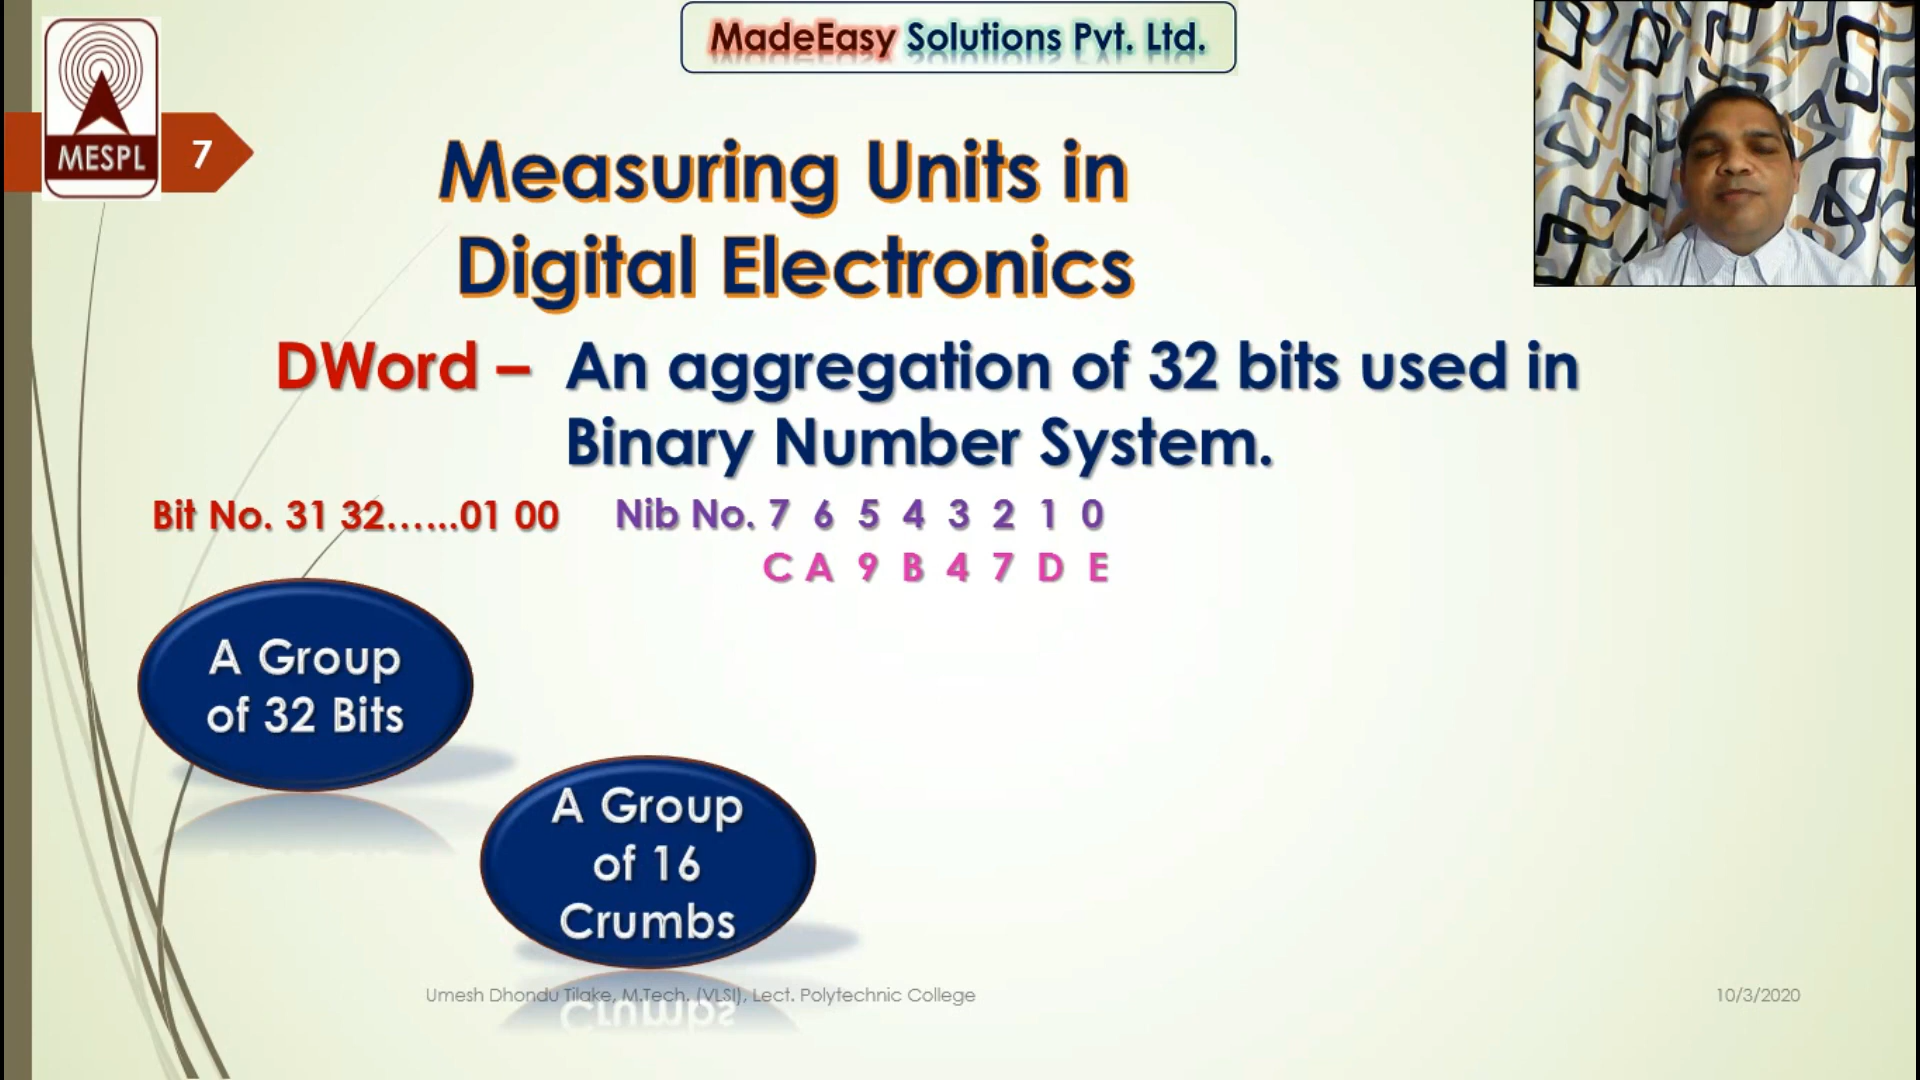 MadeEasy Solutions Pvt. Ltd.
MESPL
7
Measuring Units in
Digital Electronics
DWord – An aggregation of 32 bits used in
Binary Number System.
Bit No. 31 32......01 00 Nib No. 7 6 5 4 3 2 1 0
C A 9 B 4 7 D E
A Group
of 32 Bits
A Group
of 16
Crumbs
Umesh Dhondu Tilake, M.Tech. (VLSI), Lect. Polytechnic College
10/3/2020